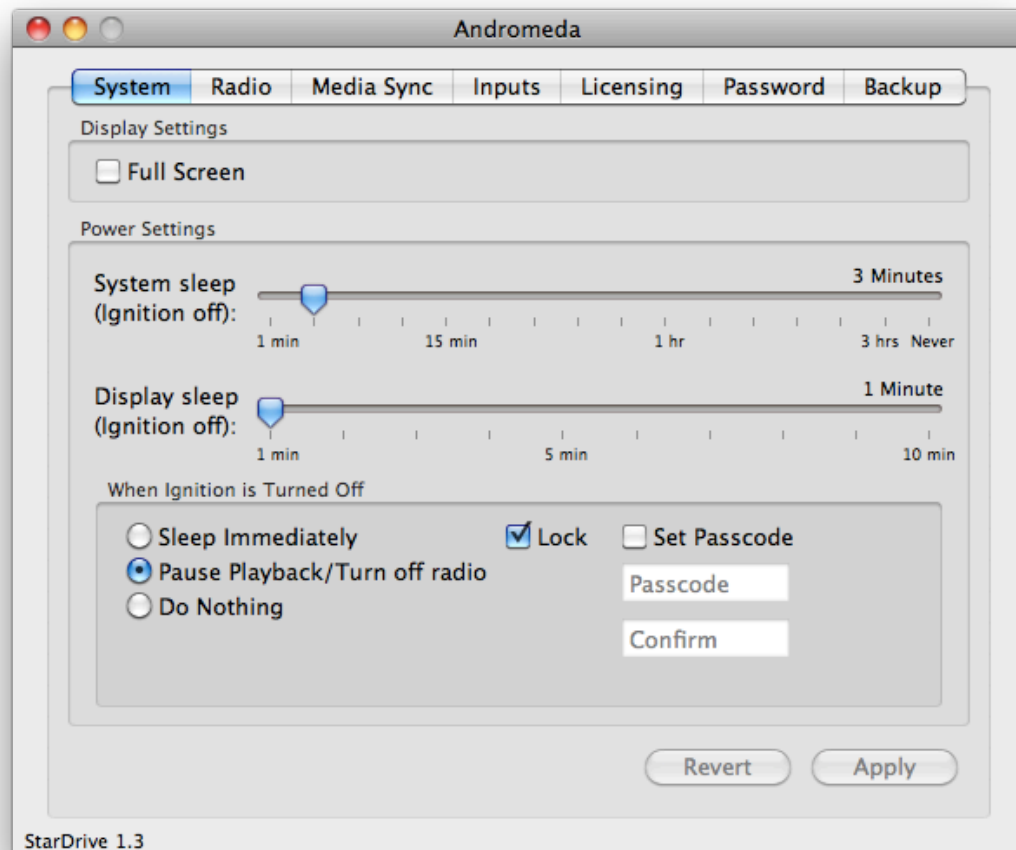 Andromeda
System Radio Media Sync Inputs Licensing Password Backup
Display Settings
Full Screen
Power Settings
System sleep
(Ignition off):
3 Minutes
1 min 15 min 1 hr 3 hrs Never
Display sleep
(Ignition off):
1 Minute
1 min 5 min 10 min
When Ignition is Turned Off
Sleep Immediately Lock Set Passcode
Pause Playback/Turn off radio Passcode
Do Nothing
Confirm
Revert Apply
StarDrive 1.3